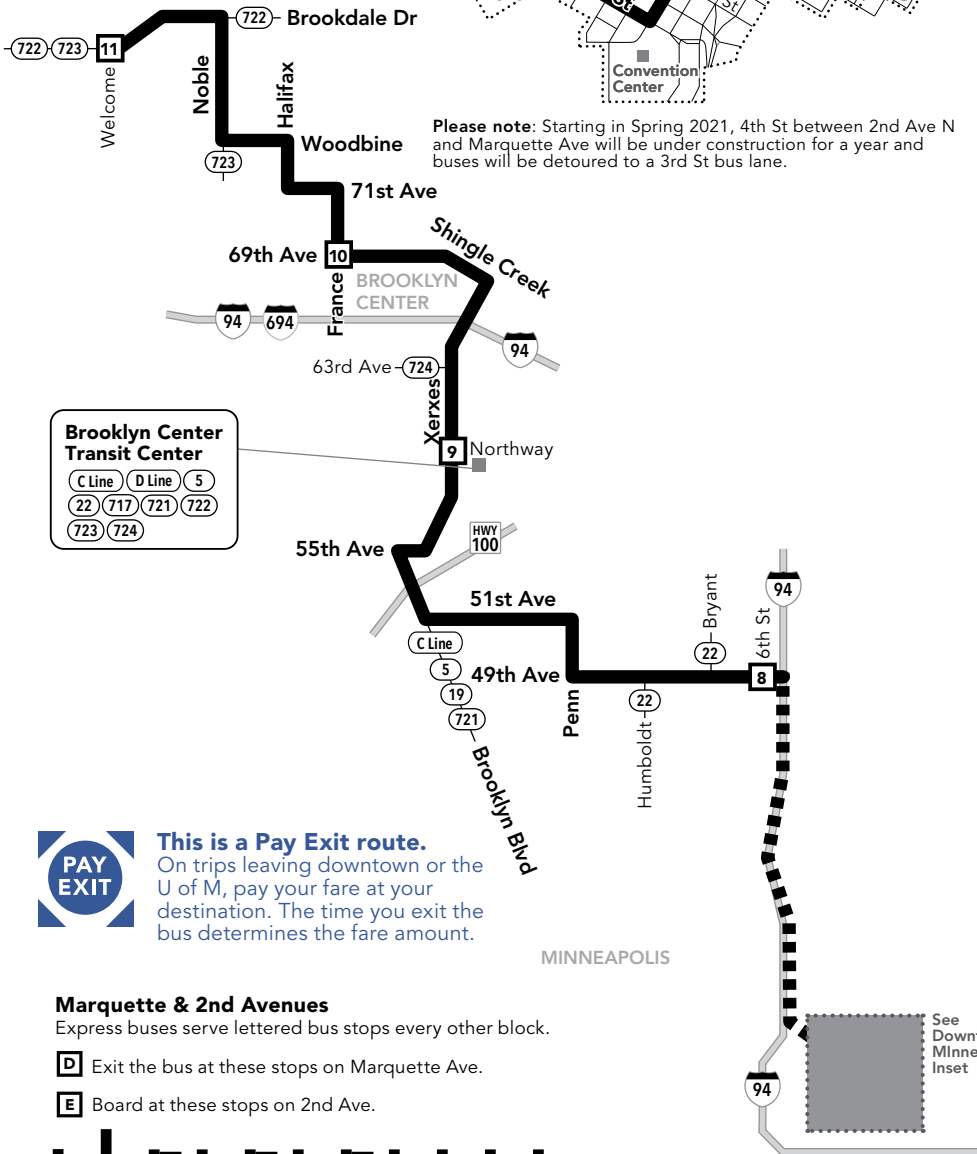 722
Brookdale Dr
722
723
11
Welcome
Noble
Halifax
Woodbine
723
St
St
Convention
Center
Please note: Starting in Spring 2021, 4th St between 2nd Ave N
and Marquette Ave will be under construction for a year and
buses will be detoured to a 3rd St bus lane.
71st Ave
69th Ave
10
Shingle Creek
France
BROOKLYN
CENTER
94
694
94
63rd Ave
724
Xerxes
9
Northway
Brooklyn Center
Transit Center
C Line
D Line
5
22
717
721
722
723
724
HWY
100
55th Ave
51st Ave
C Line
5
19
721
Brooklyn Blvd
49th Ave
Penn
22
Humboldt
22
Bryant
6th St
8
94
PAY
EXIT
This is a Pay Exit route.
On trips leaving downtown or the
U of M, pay your fare at your
destination. The time you exit the
bus determines the fare amount.
MINNEAPOLIS
Marquette & 2nd Avenues
Express buses serve lettered bus stops every other block.
D Exit the bus at these stops on Marquette Ave.
E Board at these stops on 2nd Ave.
See
Down
MInne
Inset
94